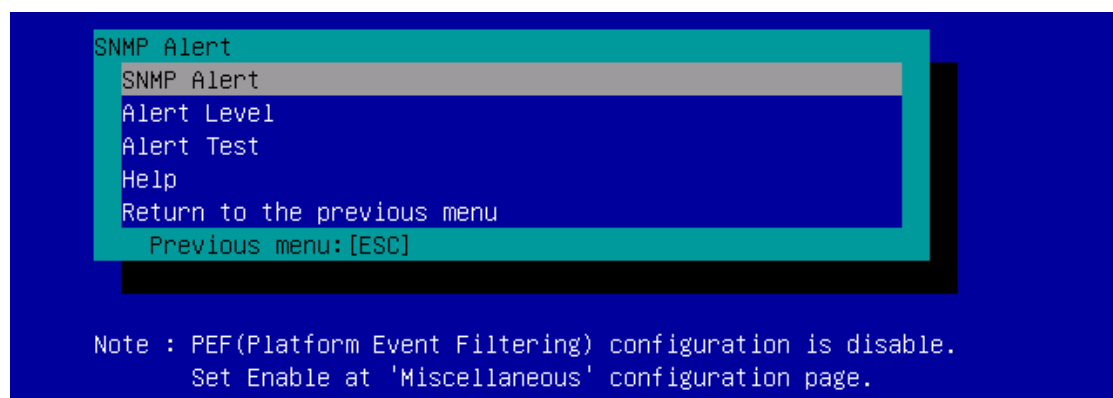 SNMP Alert
SNMP Alert
Alert Level
Alert Test
Help
Return to the previous menu
Previous menu:[ESC]
Note : PEF(Platform Event Filtering) configuration is disable.
Set Enable at 'Miscellaneous' configuration page.